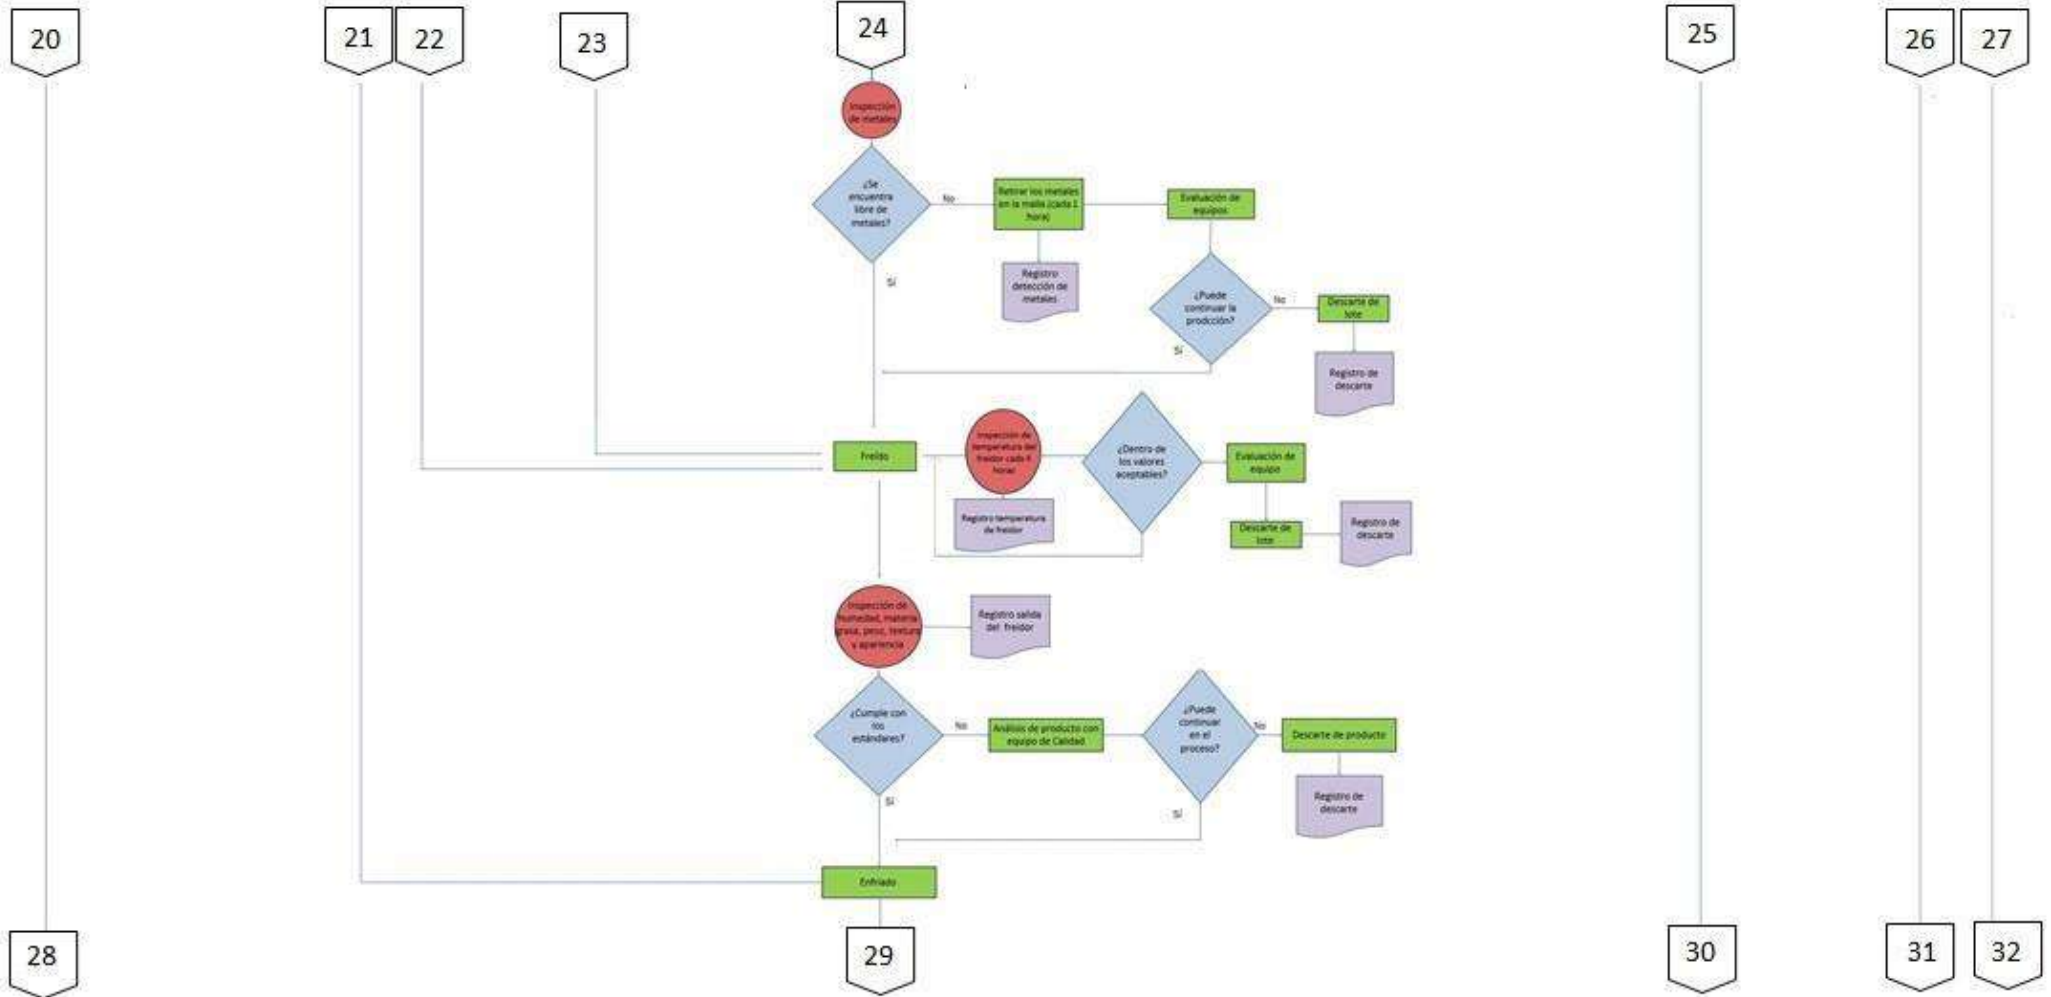 20
21
22
23
24
25
26
27
Inspección
de metales
¿Se
encuentra
libre de
metales?
No
Retirar los metales
en la malla (cada 1
hora)
Evaluación de
equipos
Sí
Registro
detección de
metales
¿Puede
continuar la
prodcción?
No
Descarte de
lote
Sí
Registro de
descarte
Freído
Inspección de
temperatura del
freidor cada 4
horas
¿Dentro de
los valores
aceptables?
Evaluación de
equipo
Registro temperatura
de freidor
Descarte de
lote
Registro de
descarte
Inspección de
humedad, materia
grasa, peso, textura
y apariencia
Registro salida
del freidor
¿Cumple con
los
estándares?
No
Análisis de producto con
equipo de Calidad
¿Puede
continuar
en el
proceso?
No
Descarte de producto
Sí
Sí
Registro de
descarte
Enfriado
28
29
30
31
32